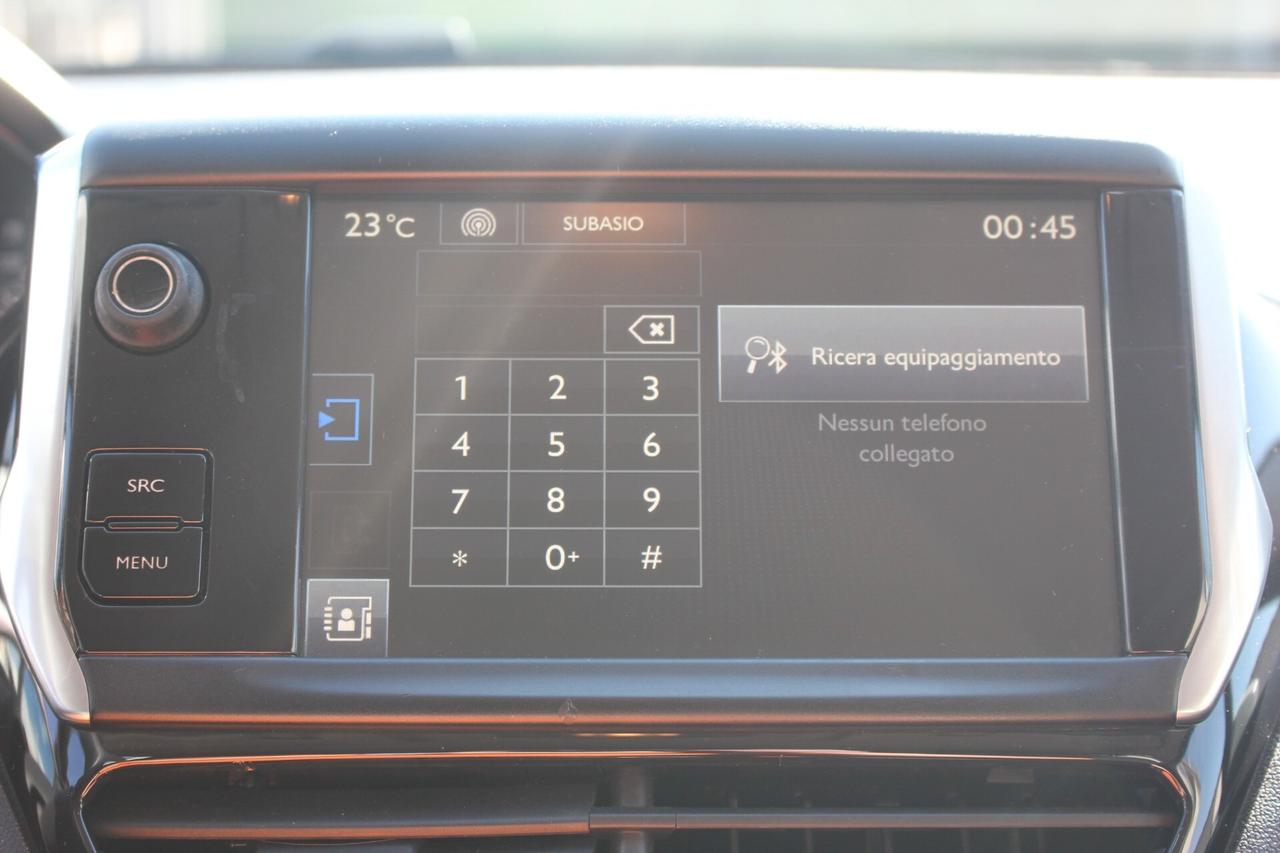 23°C
SUBASIO
00:45
Ricera equipaggiamento
Nessun telefono
collegato
1 2 3
4 5 6
7 8 9
* 0+ #
SRC
MENU